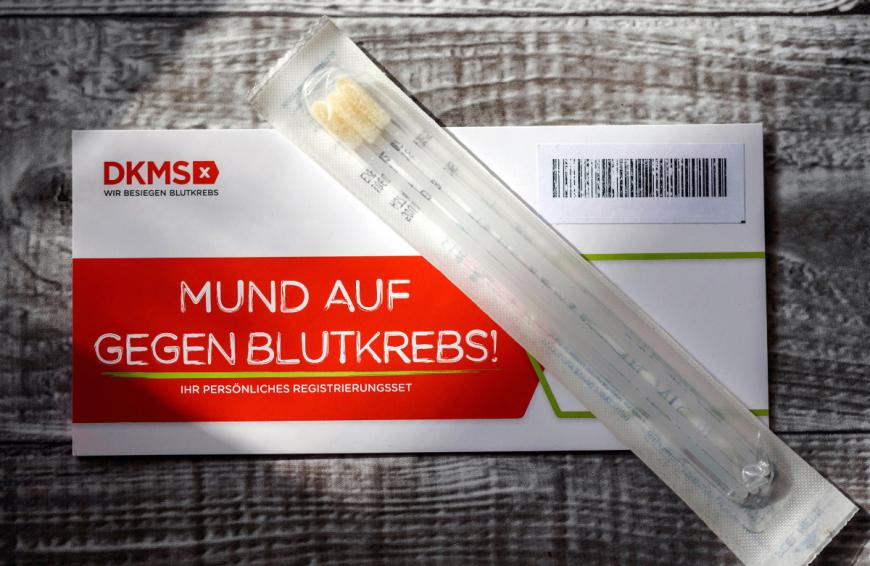 DKMS
WIR BESIEGEN BLUTKREBS
MUND AUF
GEGEN BLUTKREBS!
IHR PERSÖNLICHES REGISTRIERUNGSSET